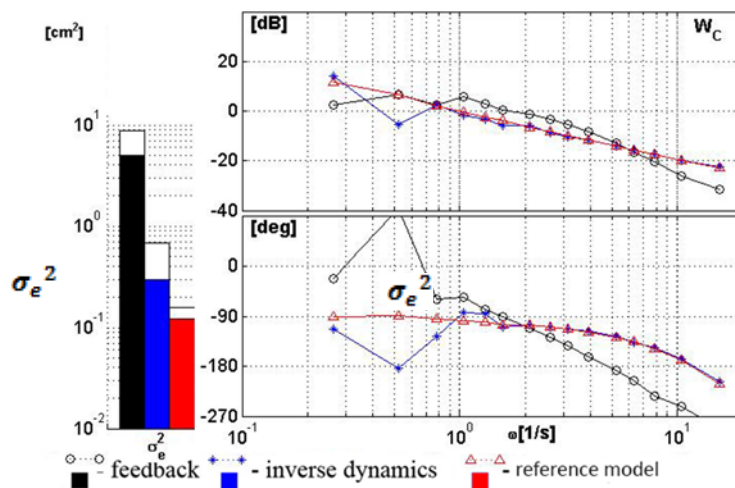 [cm²]
10¹
10⁰
10⁻¹
10⁻²
σₑ²
σₑ²
[dB]
W_C
20
0
-20
-40
[deg]
0
-90
-180
-270
σₑ²
10⁻¹
10⁰
ω[1/s]
10¹
- feedback
- inverse dynamics
- reference model